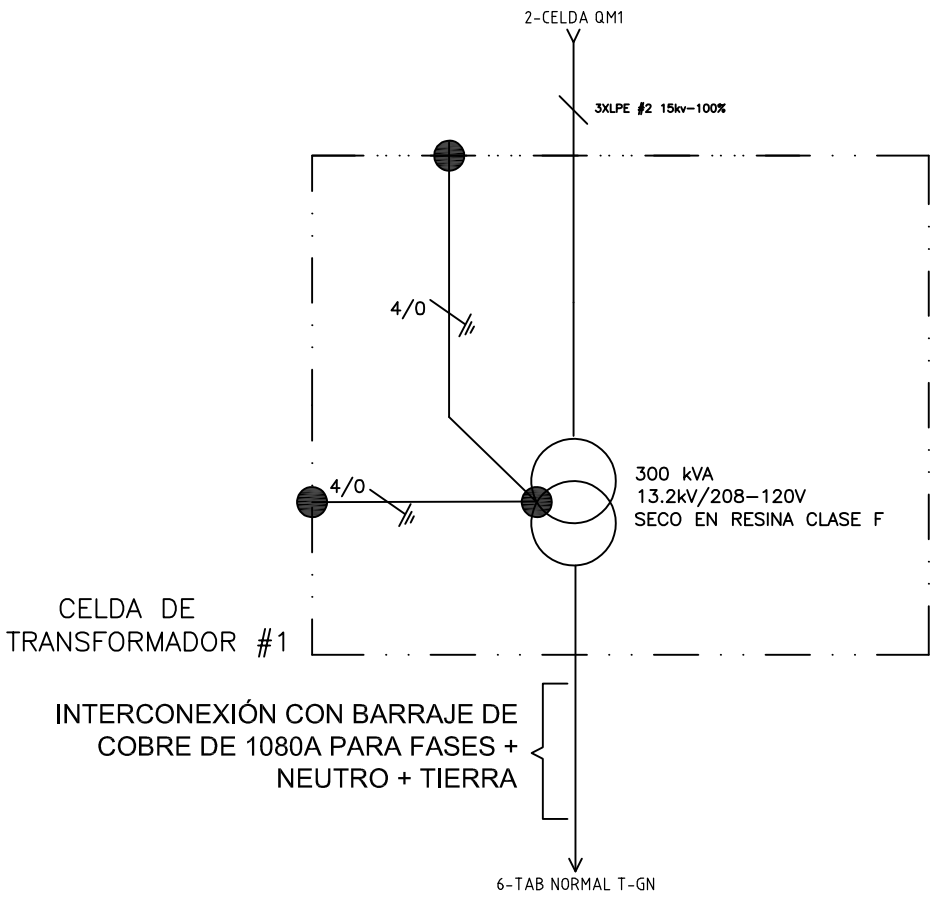 2-CELDA QM1
3XLPE #2 15kv-100%
4/0
4/0
300 kVA
13.2kV/208-120V
SECO EN RESINA CLASE F
CELDA DE
TRANSFORMADOR #1
INTERCONEXIÓN CON BARRAJE DE
COBRE DE 1080A PARA FASES +
NEUTRO + TIERRA
6-TAB NORMAL T-GN